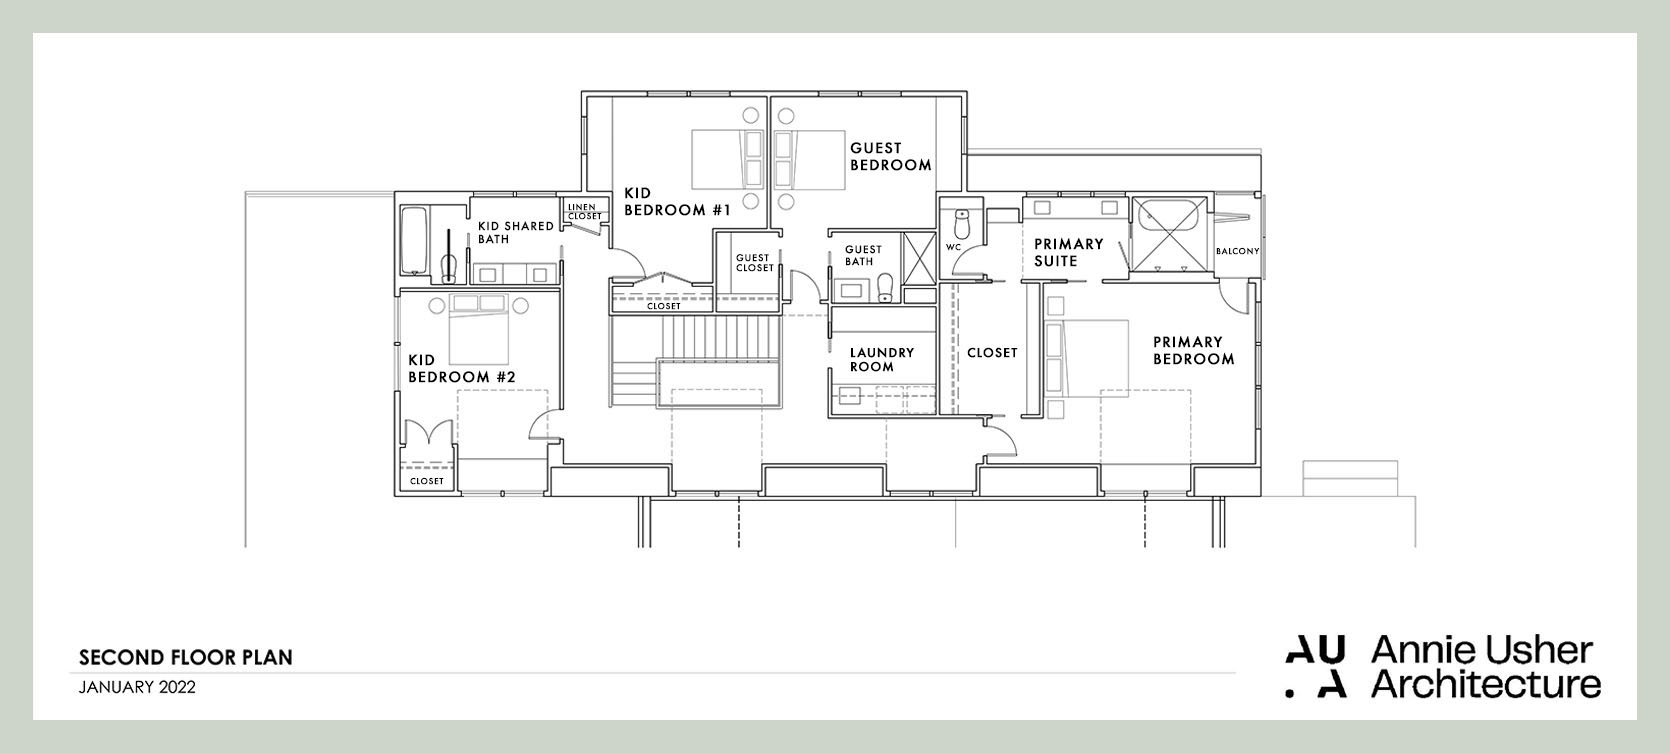 GUEST
BEDROOM
KID
BEDROOM #1
LINEN
CLOSET
KID SHARED
BATH
WC
PRIMARY
SUITE
BALCONY
GUEST
CLOSET
GUEST
BATH
CLOSET
KID
BEDROOM #2
LAUNDRY
ROOM
CLOSET
PRIMARY
BEDROOM
CLOSET
SECOND FLOOR PLAN
JANUARY 2022
AU
.A
Annie Usher
Architecture